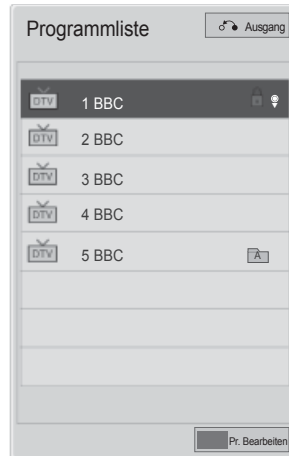 Programmliste
Ausgang
DTV 1 BBC
DTV 2 BBC
DTV 3 BBC
DTV 4 BBC
DTV 5 BBC A
Pr. Bearbeiten